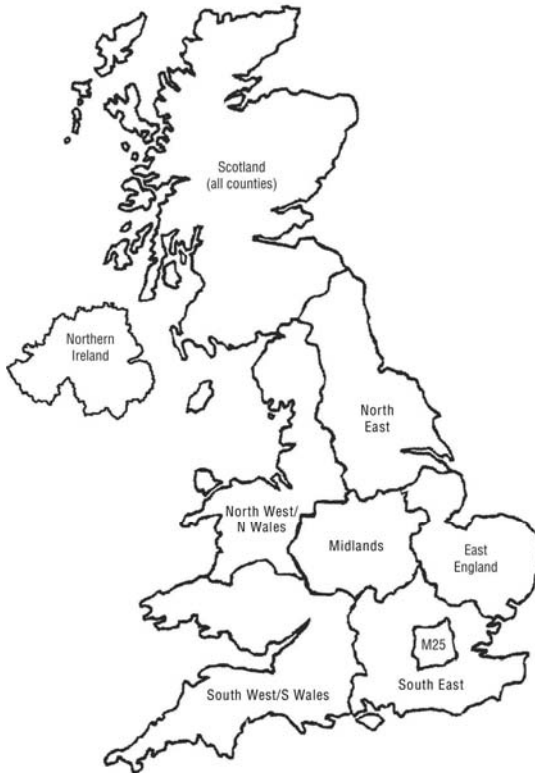 Scotland
(all counties)
Northern
Ireland
North
East
North West/
N Wales
Midlands
East
England
M25
South East
South West/S Wales